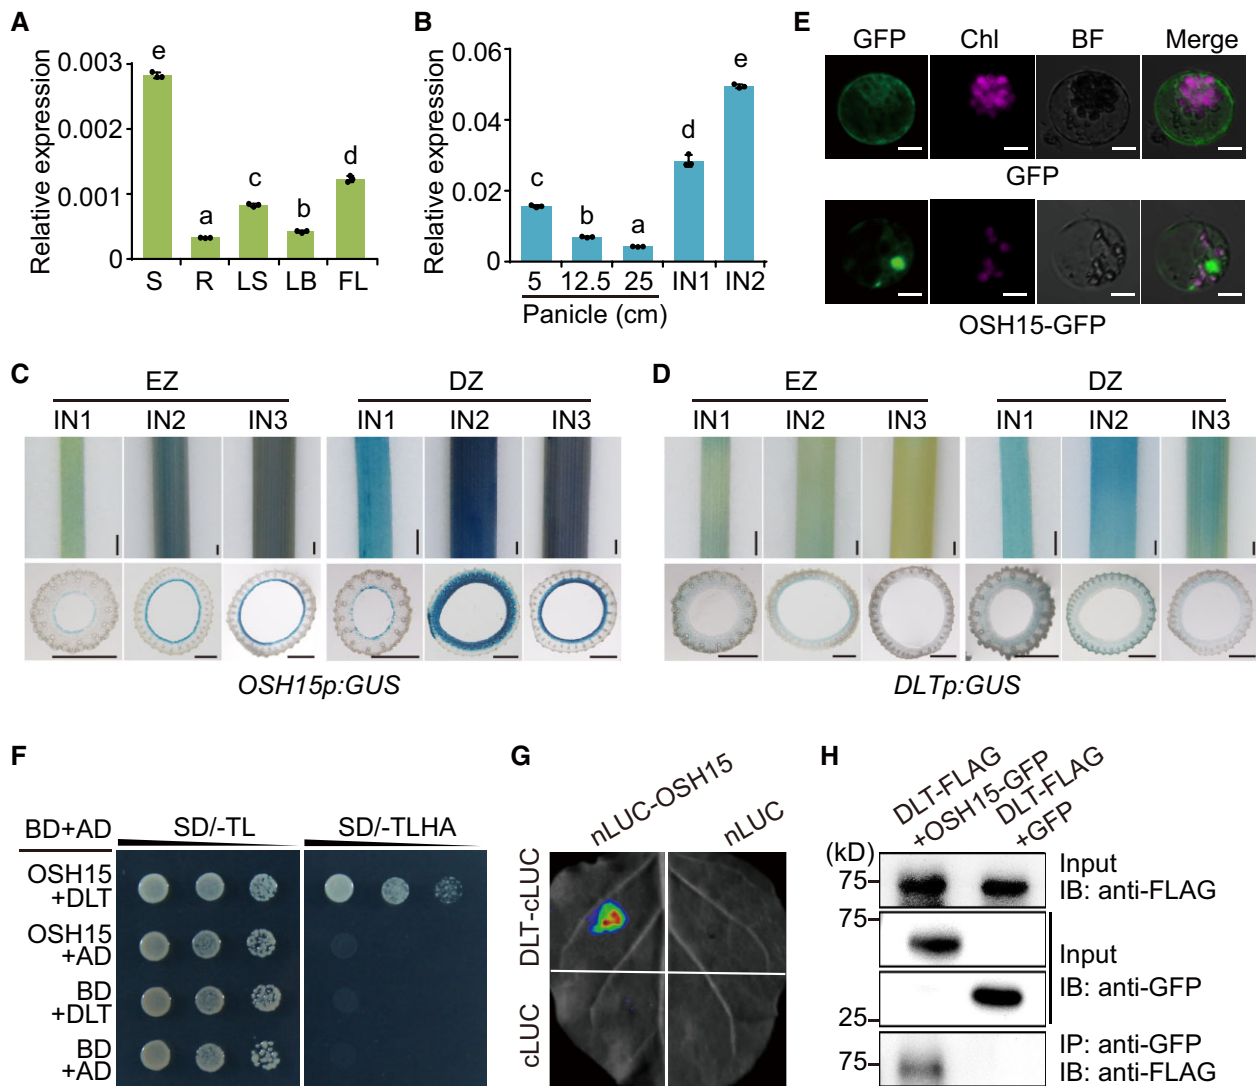 A
Relative expression
0.003
0.002
0.001
0
e
a
c
b
d
S R LS LB FL
B
Relative expression
0.06
0.04
0.02
0
c
b
a
d
e
5 12.5 25 IN1 IN2
Panicle (cm)
E
GFP Chl BF Merge
GFP
OSH15-GFP
C
EZ DZ
IN1 IN2 IN3 IN1 IN2 IN3
OSH15p:GUS
D
EZ DZ
IN1 IN2 IN3 IN1 IN2 IN3
DLTp:GUS
F
BD+AD SD/-TL SD/-TLHA
OSH15
+DLT
OSH15
+AD
BD
+DLT
BD
+AD
G
nLUC-OSH15
nLUC
DLT-cLUC
cLUC
H
DLT-FLAG
+OSH15-GFP
DLT-FLAG
+GFP
(kD)
75
Input
IB: anti-FLAG
75
25
Input
IB: anti-GFP
75
IP: anti-GFP
IB: anti-FLAG